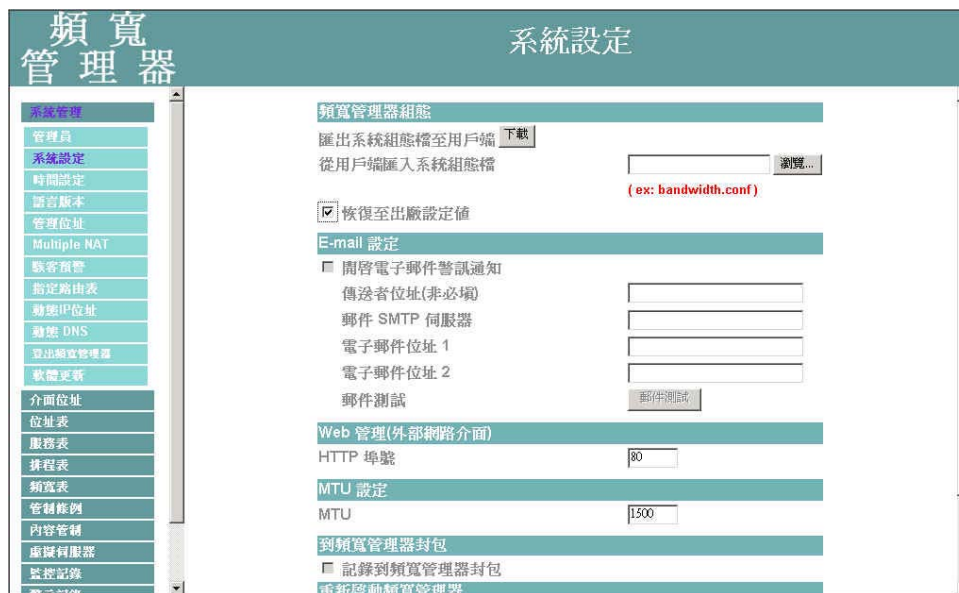 頻寬
管理器
系統設定
系統管理
管理員
系統設定
時間設定
語言版本
管理位址
Multiple NAT
駭客預警
指定路由表
動態IP位址
動態 DNS
登出頻寬管理器
軟體更新
介面位址
位址表
服務表
排程表
頻寬表
管制條例
內容管制
虛擬伺服器
監控記錄
頻寬管理器組態
匯出系統組態檔至用戶端 下載
從用戶端匯入系統組態檔 瀏覽...
( ex: bandwidth.conf )
恢復至出廠設定值
E-mail 設定
開啓電子郵件警訊通知
傳送者位址(非必填)
郵件 SMTP 伺服器
電子郵件位址 1
電子郵件位址 2
郵件測試 郵件測試
Web 管理(外部網路介面)
HTTP 埠號 80
MTU 設定
MTU 1500
到頻寬管理器封包
記錄到頻寬管理器封包
重新啓動頻寬管理器